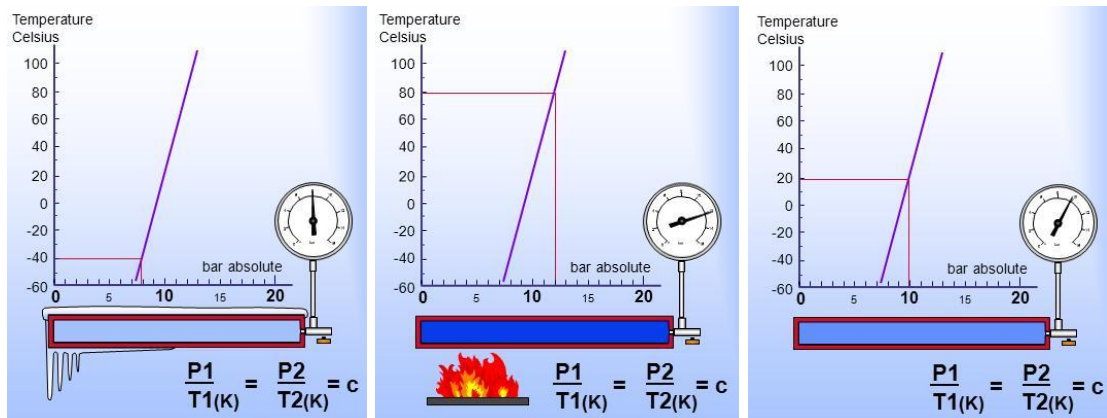 Temperature
Celsius
100
80
60
40
20
0
-20
-40
-60
bar absolute
0 5 10 15 20
P1 = P2 = c
T1(K) T2(K)
Temperature
Celsius
100
80
60
40
20
0
-20
-40
-60
bar absolute
0 5 10 15 20
P1 = P2 = c
T1(K) T2(K)
Temperature
Celsius
100
80
60
40
20
0
-20
-40
-60
bar absolute
0 5 10 15 20
P1 = P2 = c
T1(K) T2(K)